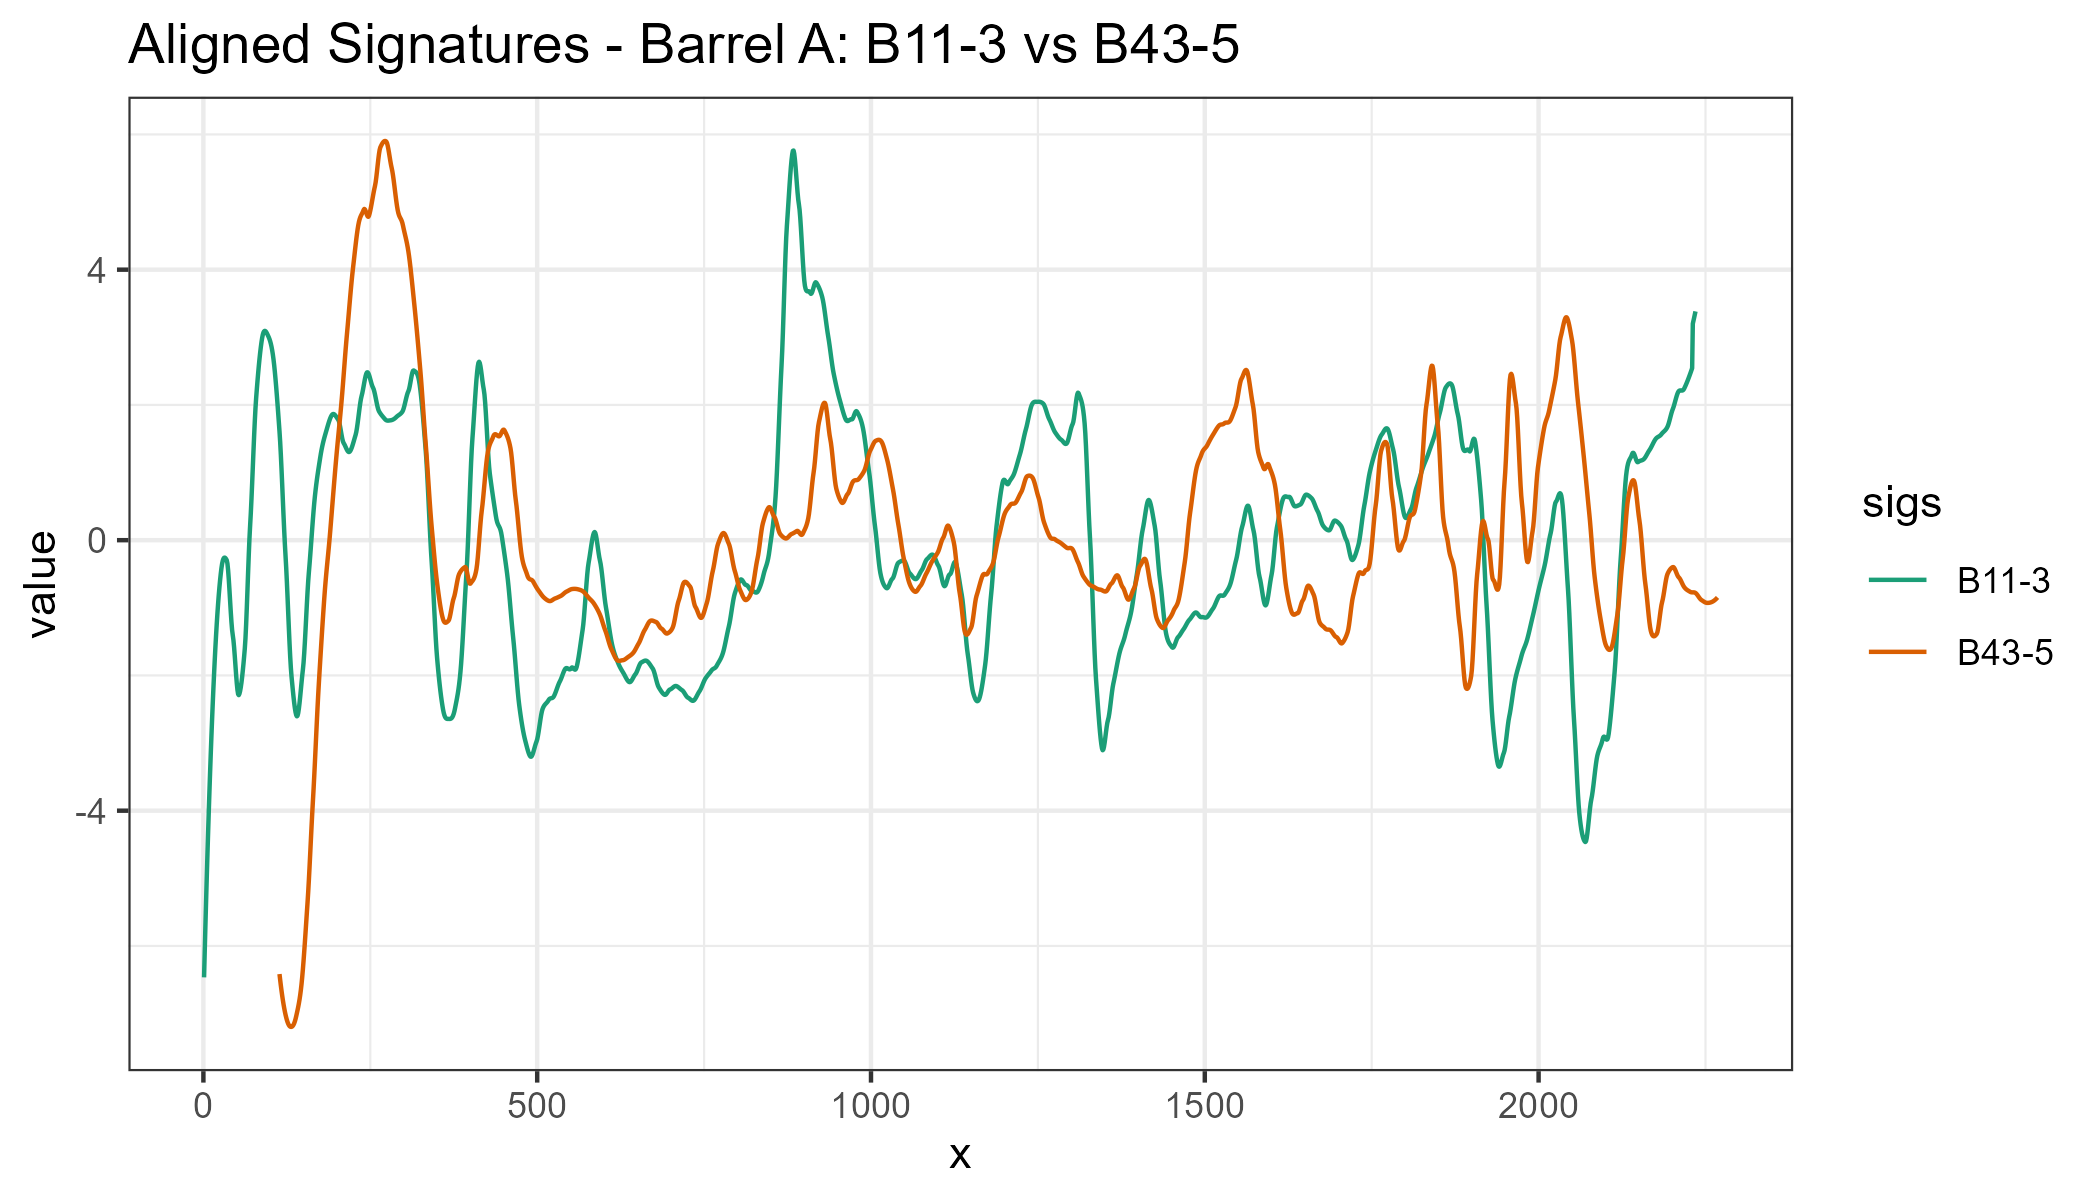 Aligned Signatures - Barrel A: B11-3 vs B43-5
value
4
0
-4
0 500 1000 1500 2000
x
sigs
B11-3
B43-5